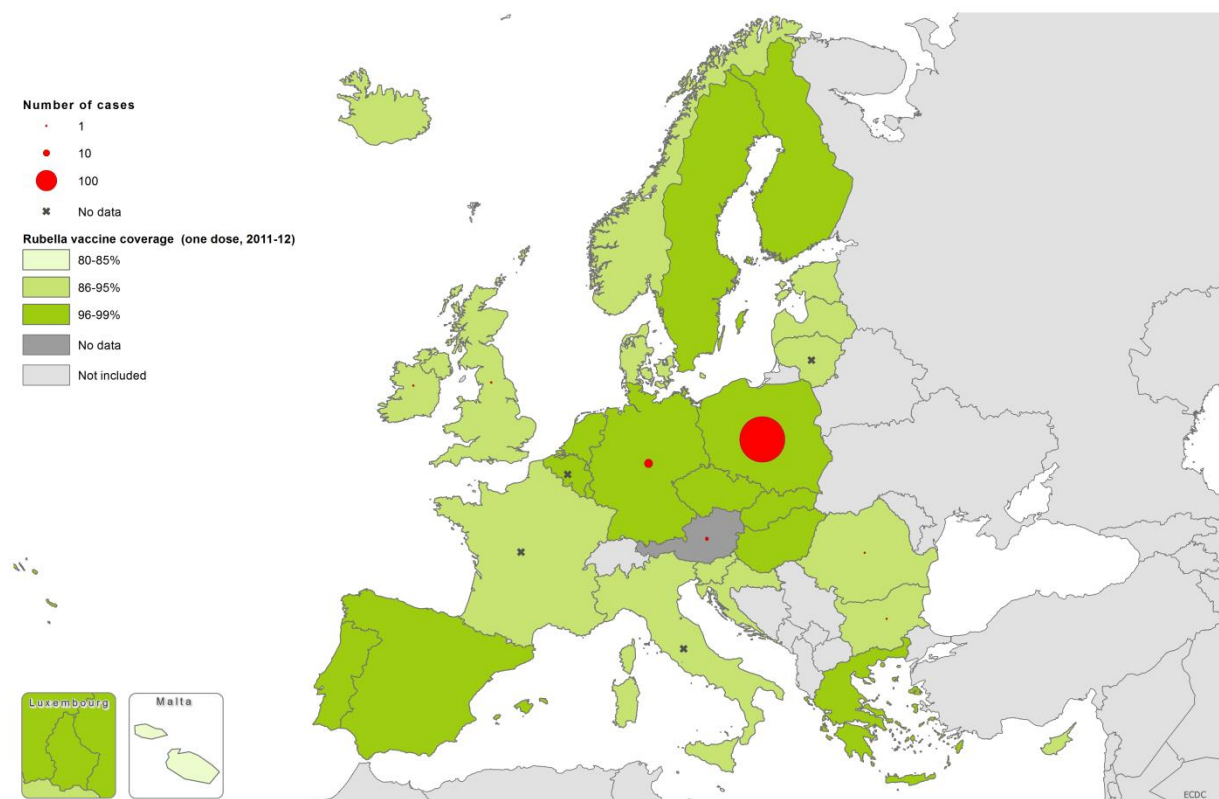 Number of cases
1
10
100
No data
Rubella vaccine coverage (one dose, 2011-12)
80-85%
86-95%
96-99%
No data
Not included
Luxembourg
Malta
ECDC